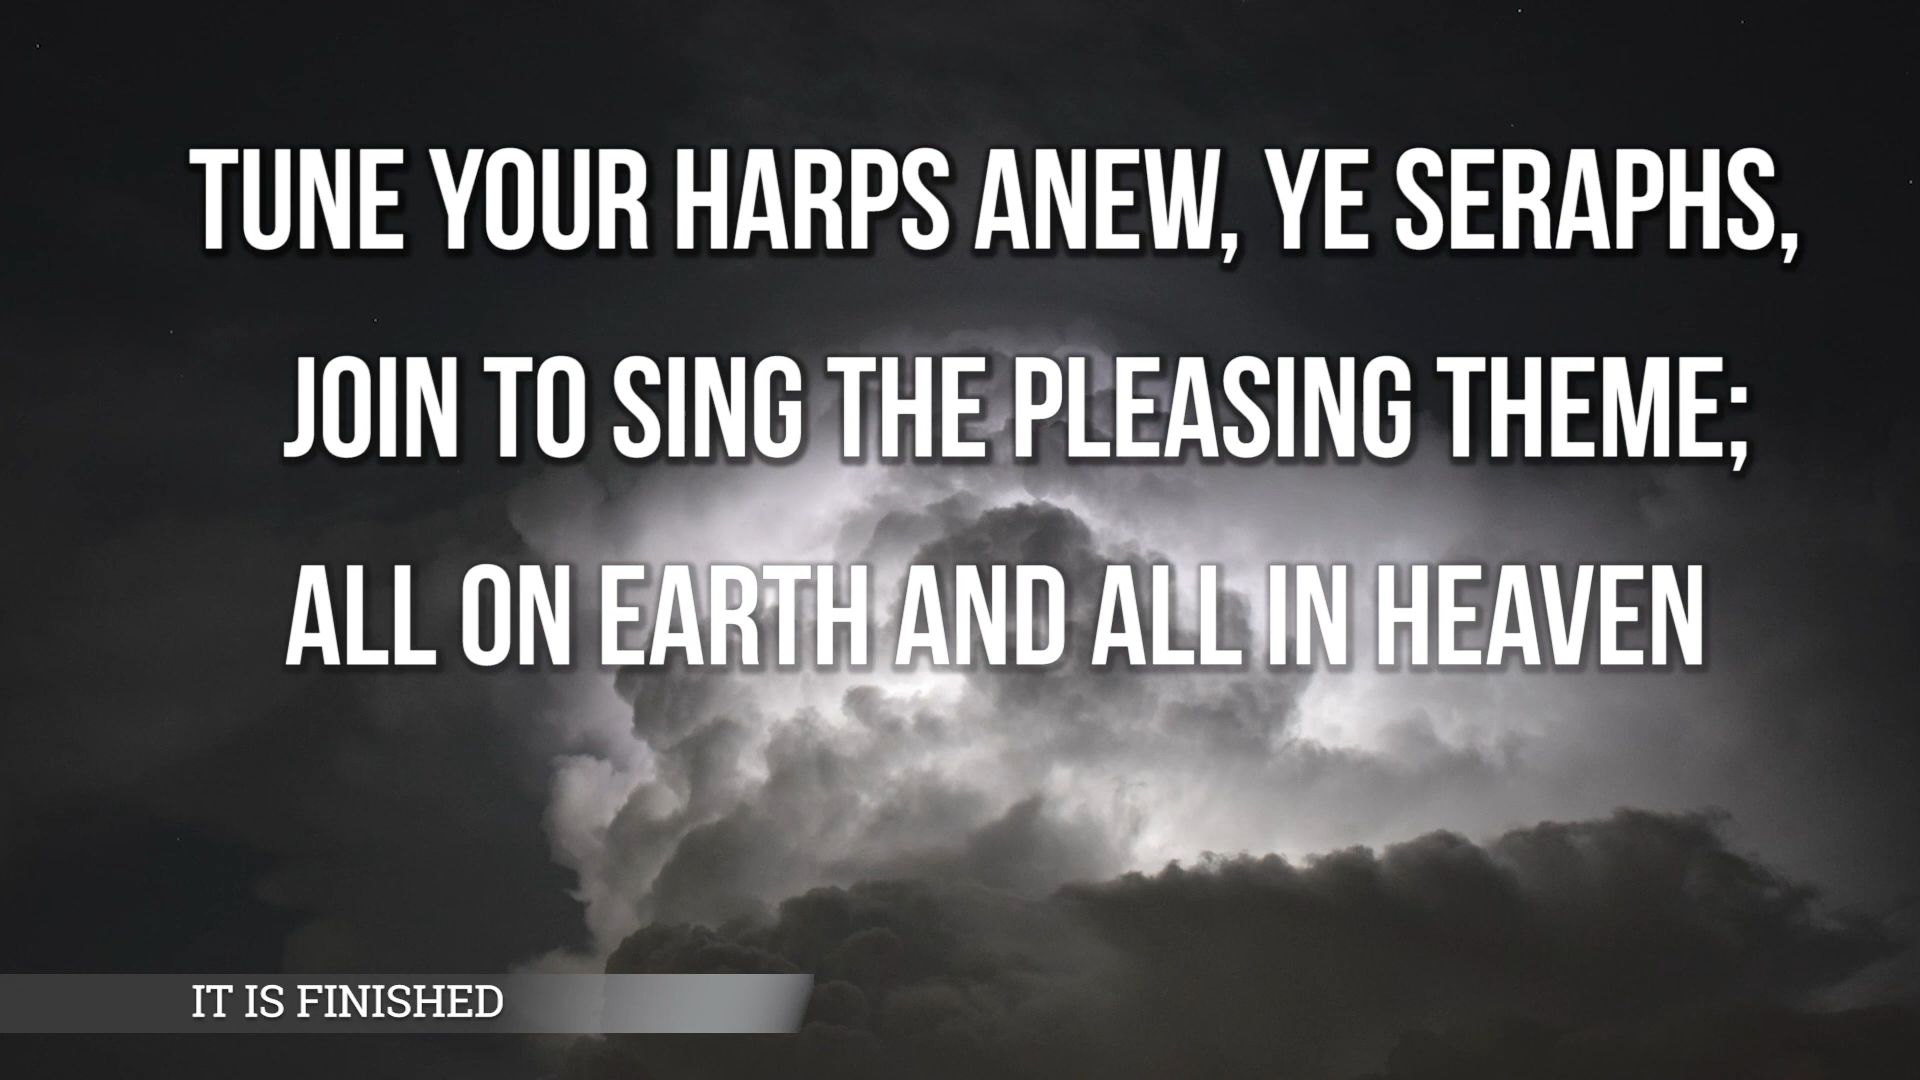 TUNE YOUR HARPS ANEW, YE SERAPHS,
JOIN TO SING THE PLEASING THEME;
ALL ON EARTH AND ALL IN HEAVEN
IT IS FINISHED